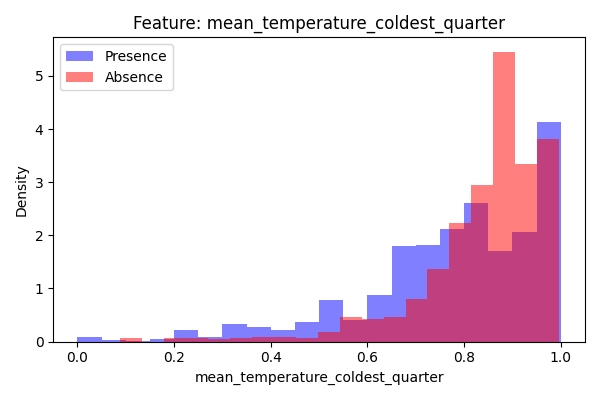 Feature: mean_temperature_coldest_quarter
Presence
Absence
Density
5
4
3
2
1
0
0.0 0.2 0.4 0.6 0.8 1.0
mean_temperature_coldest_quarter